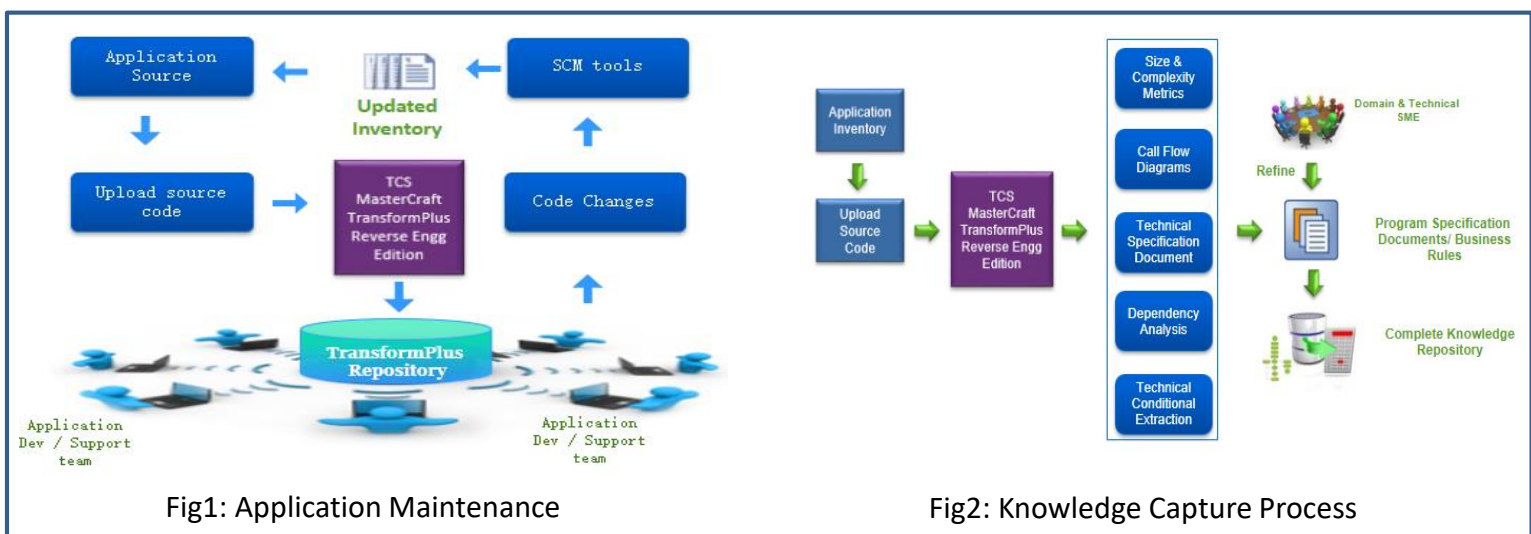 Application
Source
Updated
Inventory
SCM tools
Upload source
code
TCS
MasterCraft
TransformPlus
Reverse Engg
Edition
Code Changes
TransformPlus
Repository
Application
Dev / Support
team
Application
Dev / Support
team
Fig1: Application Maintenance
Application
Inventory
Upload
Source
Code
TCS
MasterCraft
TransformPlus
Reverse Engg
Edition
Size &
Complexity
Metrics
Call Flow
Diagrams
Technical
Specification
Document
Dependency
Analysis
Technical
Conditional
Extraction
Domain & Technical
SME
Refine
Program Specification
Documents/ Business
Rules
Complete Knowledge
Repository
Fig2: Knowledge Capture Process